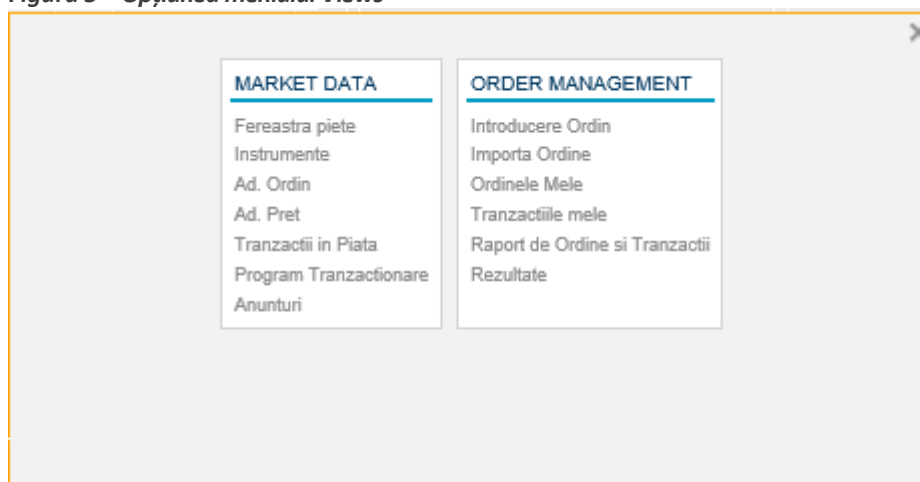 MARKET DATA
Fereastra piete
Instrumente
Ad. Ordin
Ad. Pret
Tranzactii in Piata
Program Tranzactionare
Anunturi
ORDER MANAGEMENT
Introducere Ordin
Importa Ordine
Ordinele Mele
Tranzactiile mele
Raport de Ordine si Tranzactii
Rezultate